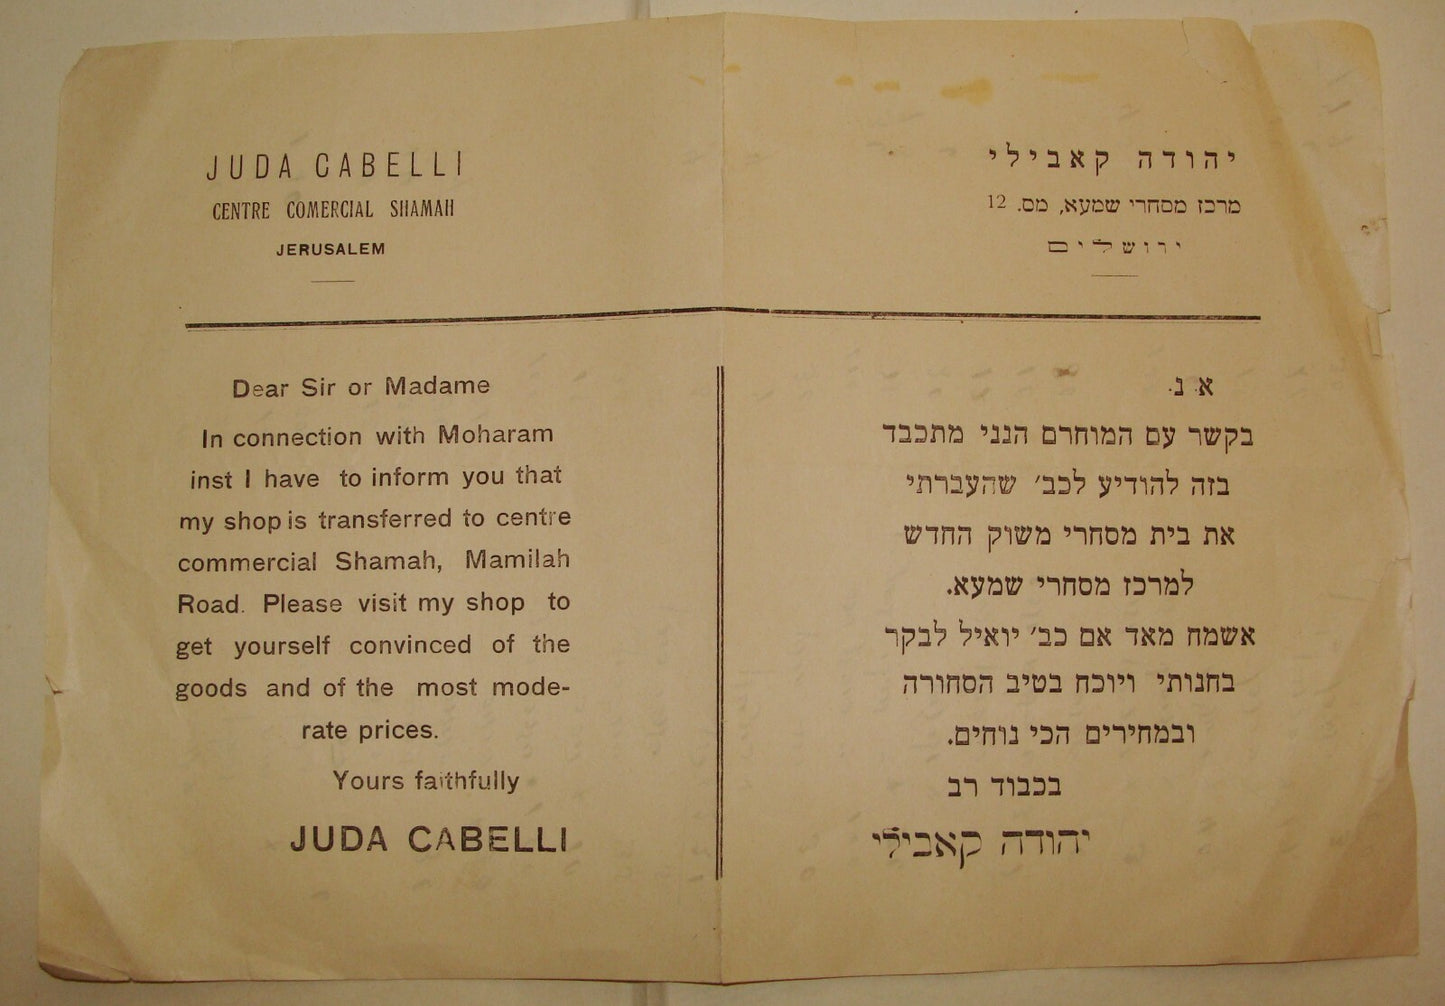 JUDA CABELLI
CENTRE COMERCIAL SHAMAH
JERUSALEM
יהודה קאבילי
מרכז מסחרי שמעא, מס. 12
ירושלים
Dear Sir or Madame
In connection with Moharam
inst I have to inform you that
my shop is transferred to centre
commercial Shamah, Mamilah
Road. Please visit my shop to
get yourself convinced of the
goods and of the most mode-
rate prices.
Yours faithfully
JUDA CABELLI
א. נ.
בקשר עם המוחרם הנני מתכבד
בזה להודיע לכב׳ שהעברתי
את בית מסחרי משוק החדש
למרכז מסחרי שמעא.
אשמח מאד אם כב׳ יואיל לבקר
בחנותי ויוכח בטיב הסחורה
ובמחירים הכי נוחים.
בכבוד רב
יהודה קאבילי